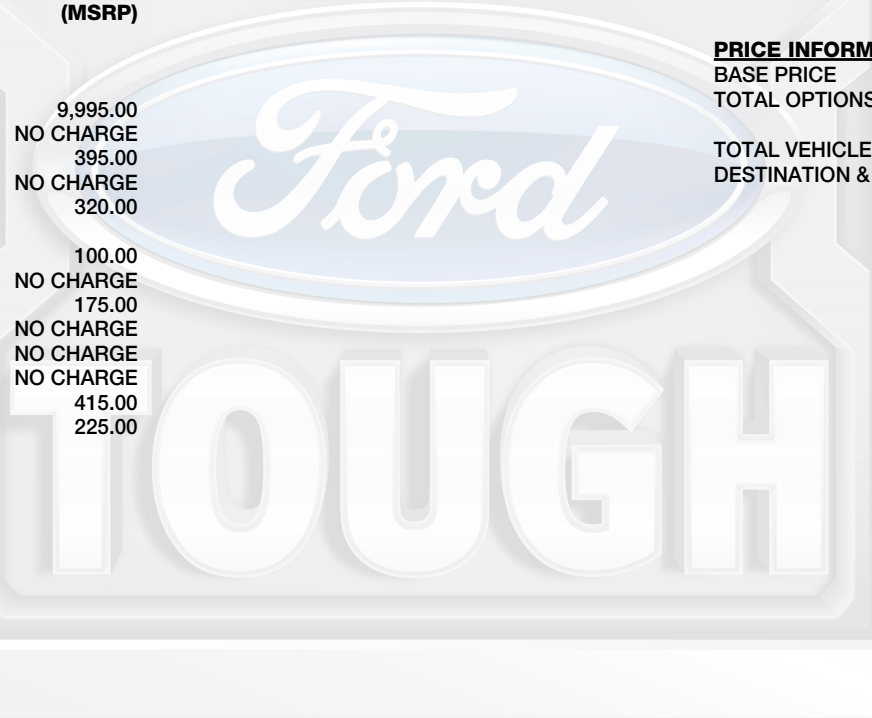 (MSRP)
9,995.00
NO CHARGE
395.00
NO CHARGE
320.00
100.00
NO CHARGE
175.00
NO CHARGE
NO CHARGE
NO CHARGE
415.00
225.00
PRICE INFORM
BASE PRICE
TOTAL OPTIONS
TOTAL VEHICLE
DESTINATION &
Ford
TOUGH